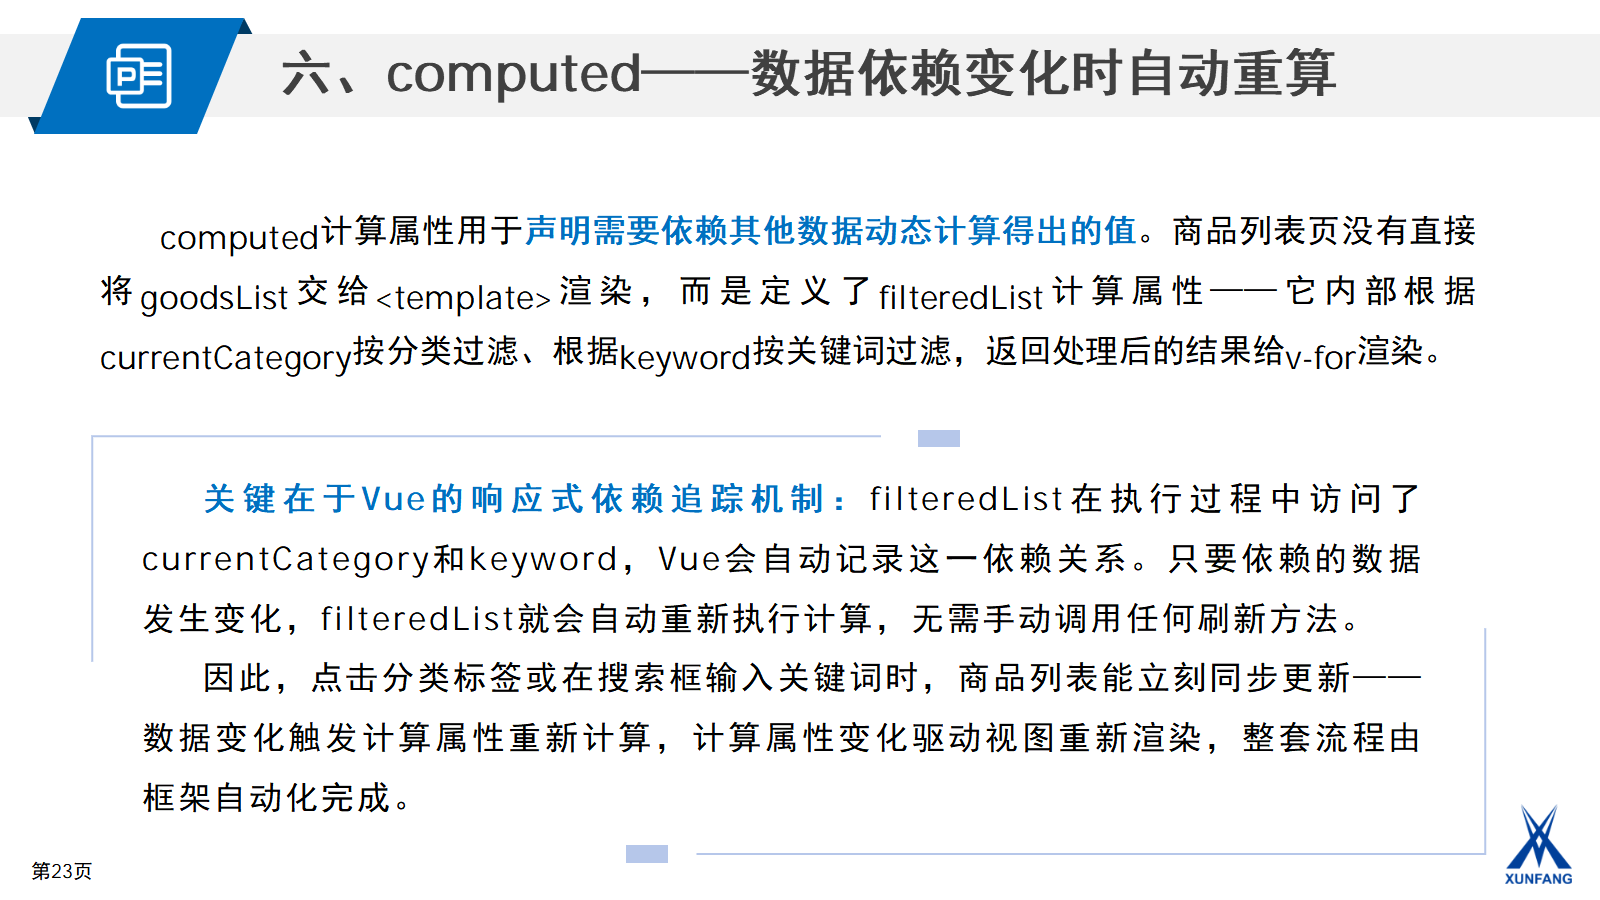 六、computed——数据依赖变化时自动重算
computed计算属性用于声明需要依赖其他数据动态计算得出的值。商品列表页没有直接
将goodsList交给<template>渲染，而是定义了filteredList计算属性——它内部根据
currentCategory按分类过滤、根据keyword按关键词过滤，返回处理后的结果给v-for渲染。
关键在于Vue的响应式依赖追踪机制：filteredList在执行过程中访问了
currentCategory和keyword，Vue会自动记录这一依赖关系。只要依赖的数据
发生变化，filteredList就会自动重新执行计算，无需手动调用任何刷新方法。
因此，点击分类标签或在搜索框输入关键词时，商品列表能立刻同步更新——
数据变化触发计算属性重新计算，计算属性变化驱动视图重新渲染，整套流程由
框架自动化完成。
第23页
XUNFANG